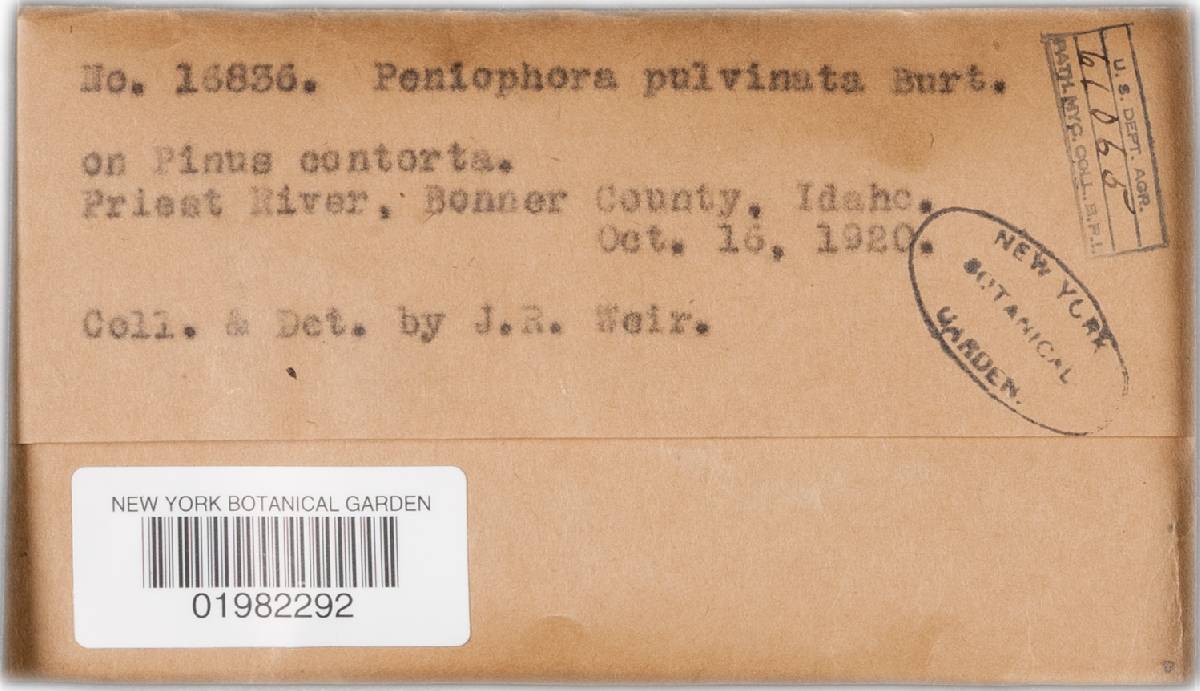 No. 16836. Peniophora pulvinata Burt.
on Pinus contorta.
Priest River, Bonner County, Idaho.
Oct. 16, 1920.
Coll. & Det. by J.R. Weir.
U. S. DEPT. AGR.
PATH. MYC. COLL. B.P.I.
NEW YORK
BOTANICAL
GARDEN.
NEW YORK BOTANICAL GARDEN
01982292